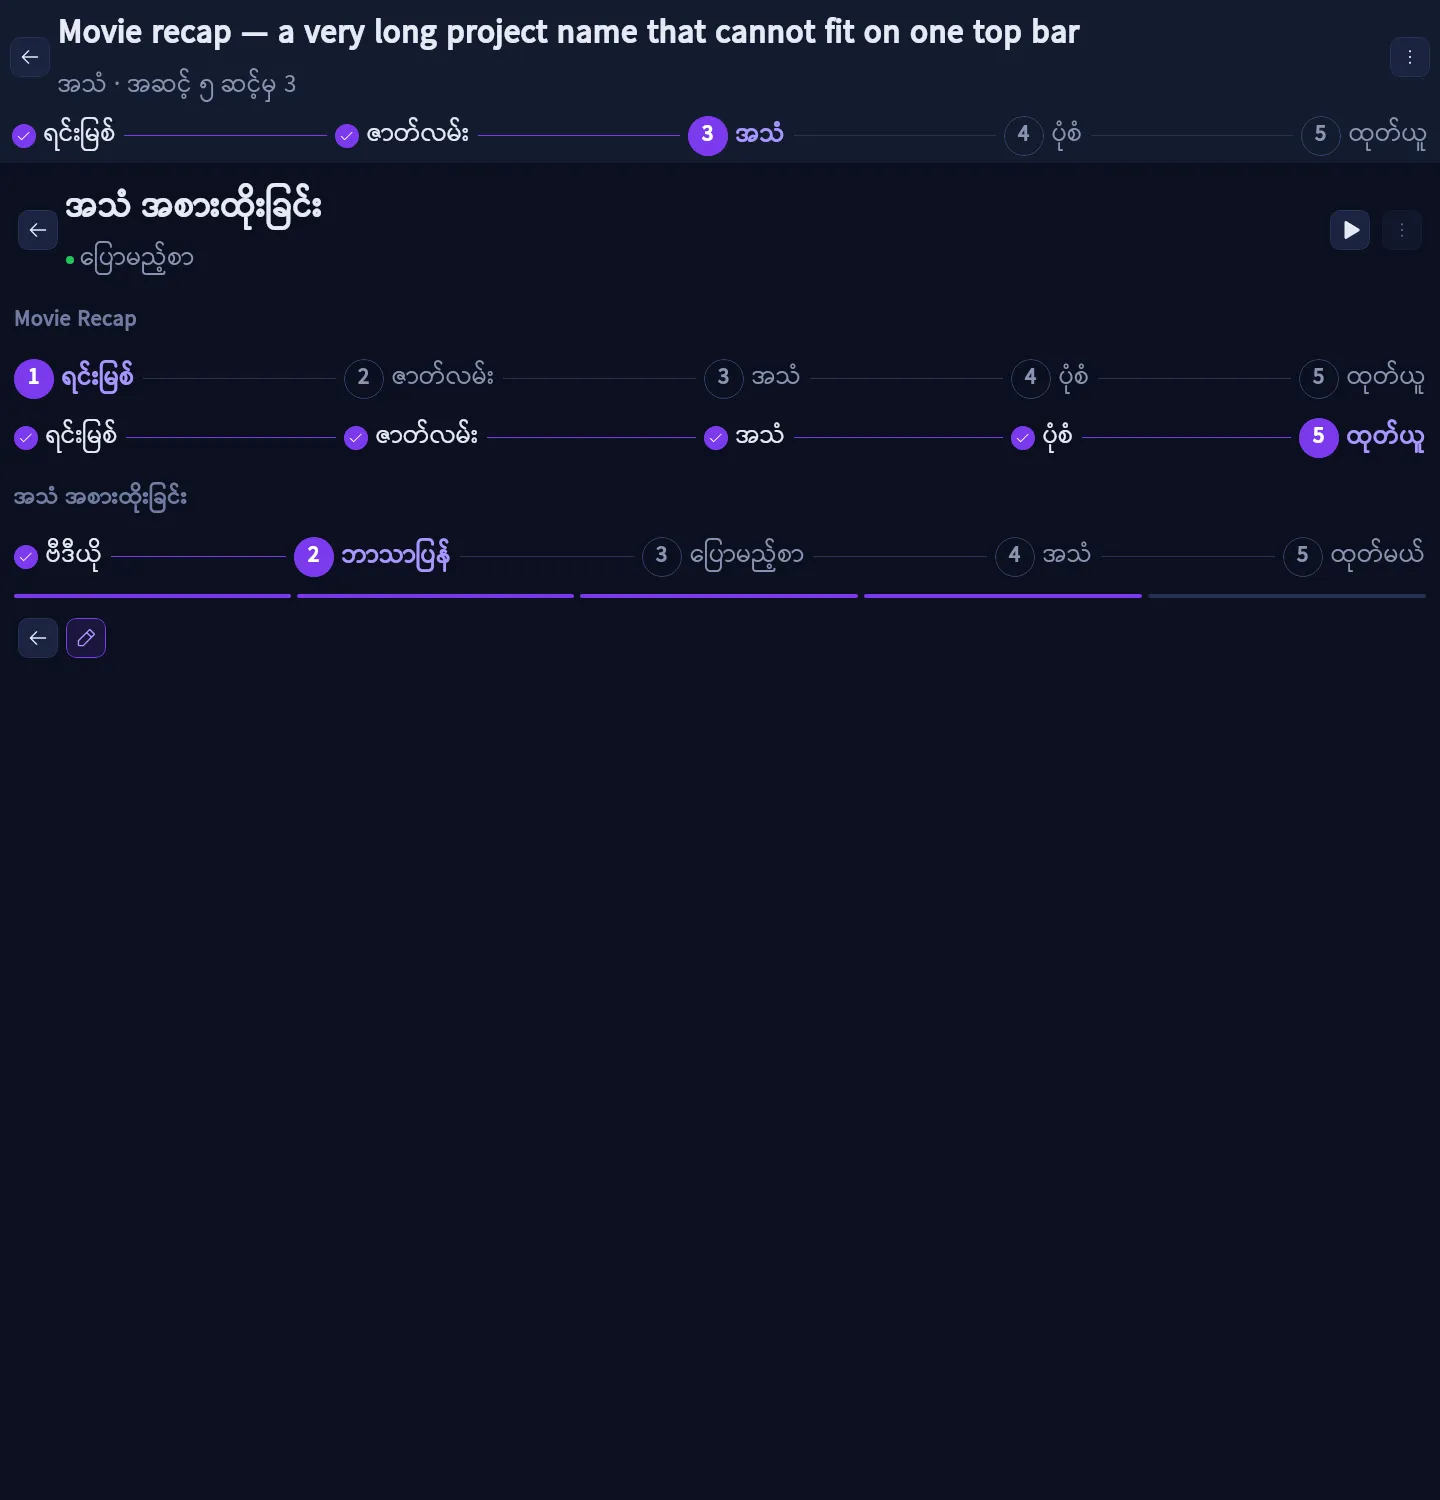 Movie recap — a very long project name that cannot fit on one top bar
အသံ · အဆင့် ၅ ဆင့်မှ 3
ရင်းမြစ် ဇာတ်လမ်း 3 အသံ 4 ပုံစံ 5 ထုတ်ယူ
အသံ အစားထိုးခြင်း
ပြောမည့်စာ
Movie Recap
1 ရင်းမြစ် 2 ဇာတ်လမ်း 3 အသံ 4 ပုံစံ 5 ထုတ်ယူ
ရင်းမြစ် ဇာတ်လမ်း အသံ ပုံစံ 5 ထုတ်ယူ
အသံ အစားထိုးခြင်း
ဗီဒီယို 2 ဘာသာပြန် 3 ပြောမည့်စာ 4 အသံ 5 ထုတ်မယ်